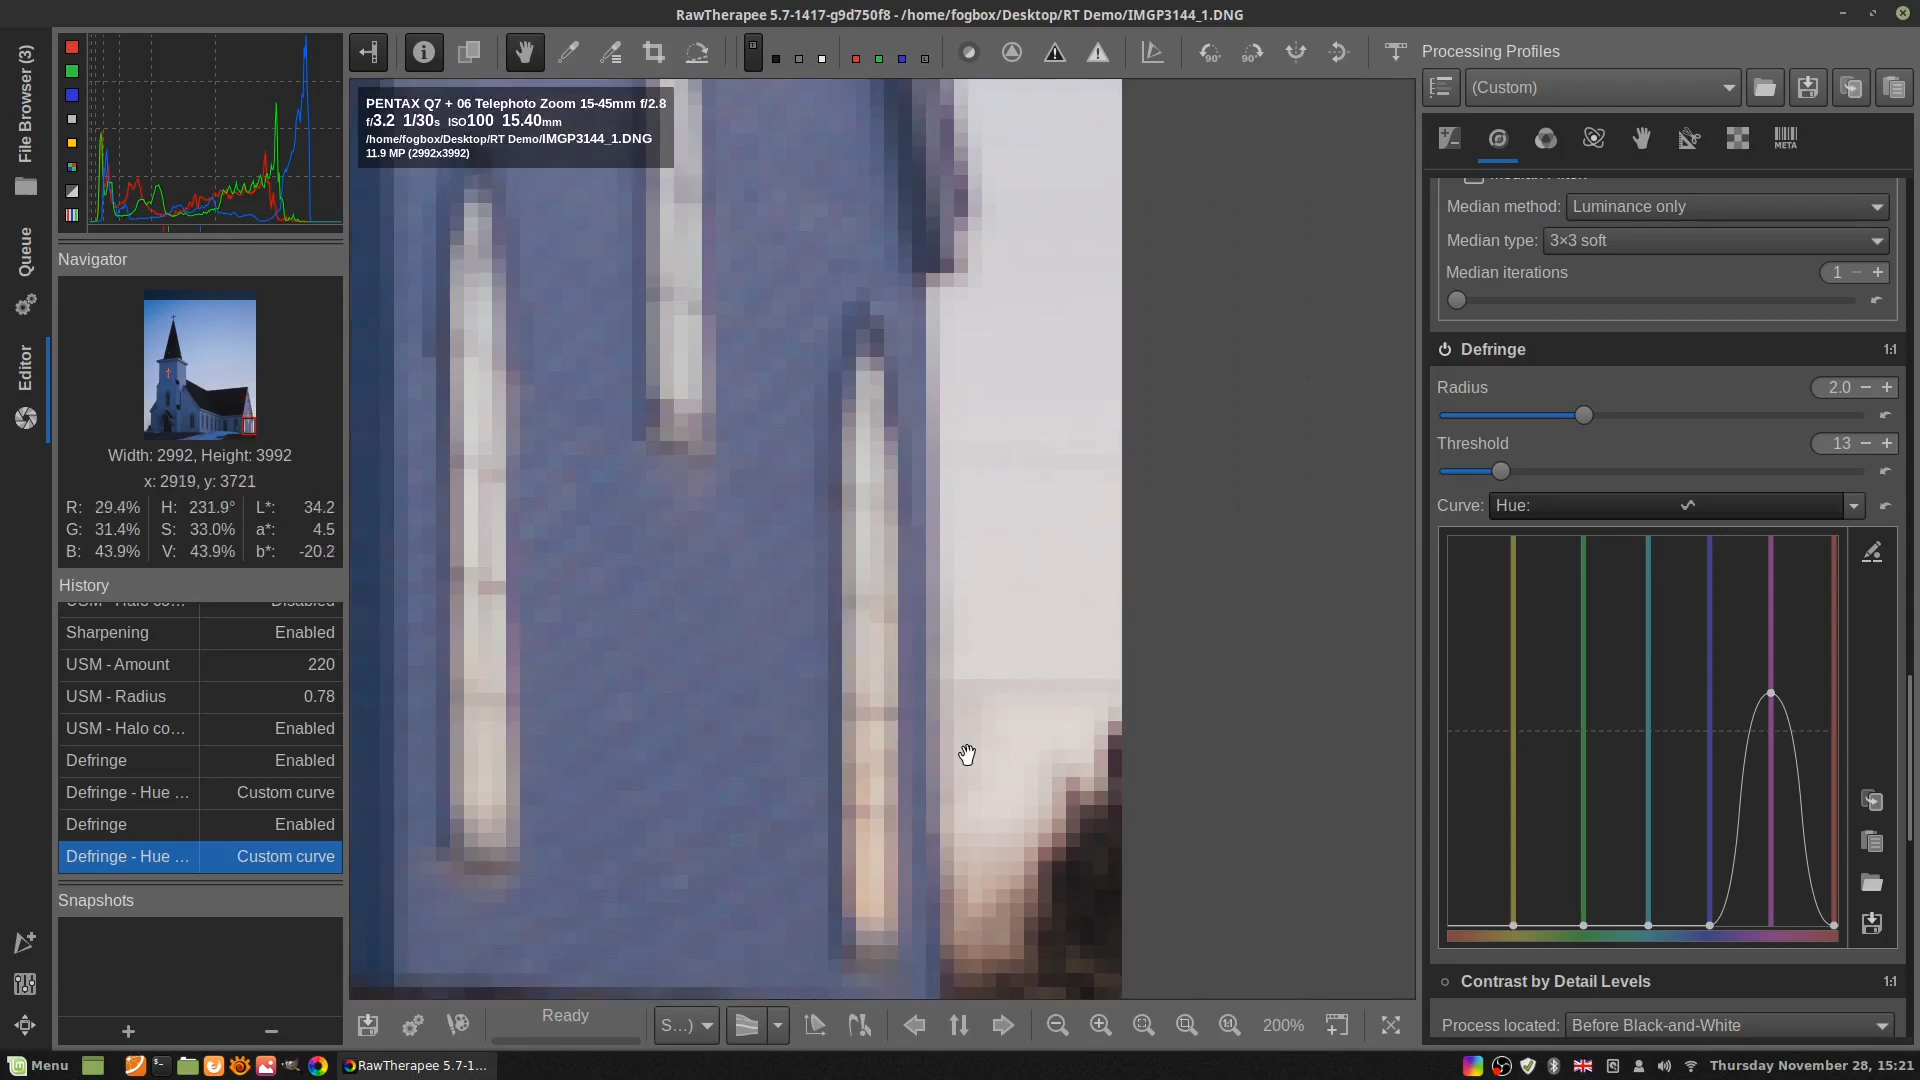 RawTherapee 5.7-1417-g9d750f8 - /home/fogbox/Desktop/RT Demo/IMGP3144_1.DNG
File Browser (3)
Queue
Editor
Navigator
Width: 2992, Height: 3992
x: 2919, y: 3721
R: 29.4% H: 231.9° L*: 34.2
G: 31.4% S: 33.0% a*: 4.5
B: 43.9% V: 43.9% b*: -20.2
History
Sharpening Enabled
USM - Amount 220
USM - Radius 0.78
USM - Halo co... Enabled
Defringe Enabled
Defringe - Hue ... Custom curve
Defringe Enabled
Defringe - Hue ... Custom curve
Snapshots
PENTAX Q7 + 06 Telephoto Zoom 15-45mm f/2.8
f/3.2 1/30s ISO100 15.40mm
/home/fogbox/Desktop/RT Demo/IMGP3144_1.DNG
11.9 MP (2992x3992)
90° 90°
Ready
S...)
1:1
200%
Processing Profiles
(Custom)
META
Median method: Luminance only
Median type: 3×3 soft
Median iterations 1
Defringe 1:1
Radius 2.0
Threshold 13
Curve: Hue:
Contrast by Detail Levels 1:1
Process located: Before Black-and-White
Menu
RawTherapee 5.7-1...
Thursday November 28, 15:21